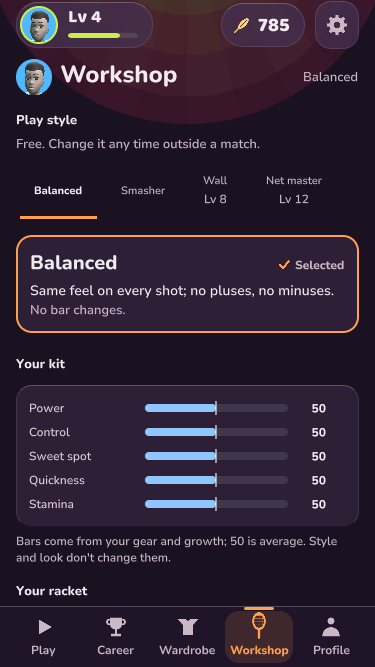 Lv 4
785
Workshop
Balanced
Play style
Free. Change it any time outside a match.
Balanced
Smasher
Wall
Lv 8
Net master
Lv 12
Balanced
Selected
Same feel on every shot; no pluses, no minuses.
No bar changes.
Your kit
Power 50
Control 50
Sweet spot 50
Quickness 50
Stamina 50
Bars come from your gear and growth; 50 is average. Style
and look don't change them.
Your racket
Play
Career
Wardrobe
Workshop
Profile